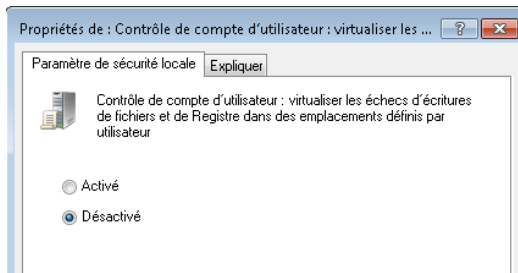 Propriétés de : Contrôle de compte d'utilisateur : virtualiser les ...
Paramètre de sécurité locale
Expliquer
Contrôle de compte d'utilisateur : virtualiser les échecs d'écritures
de fichiers et de Registre dans des emplacements définis par
utilisateur
Activé
Désactivé